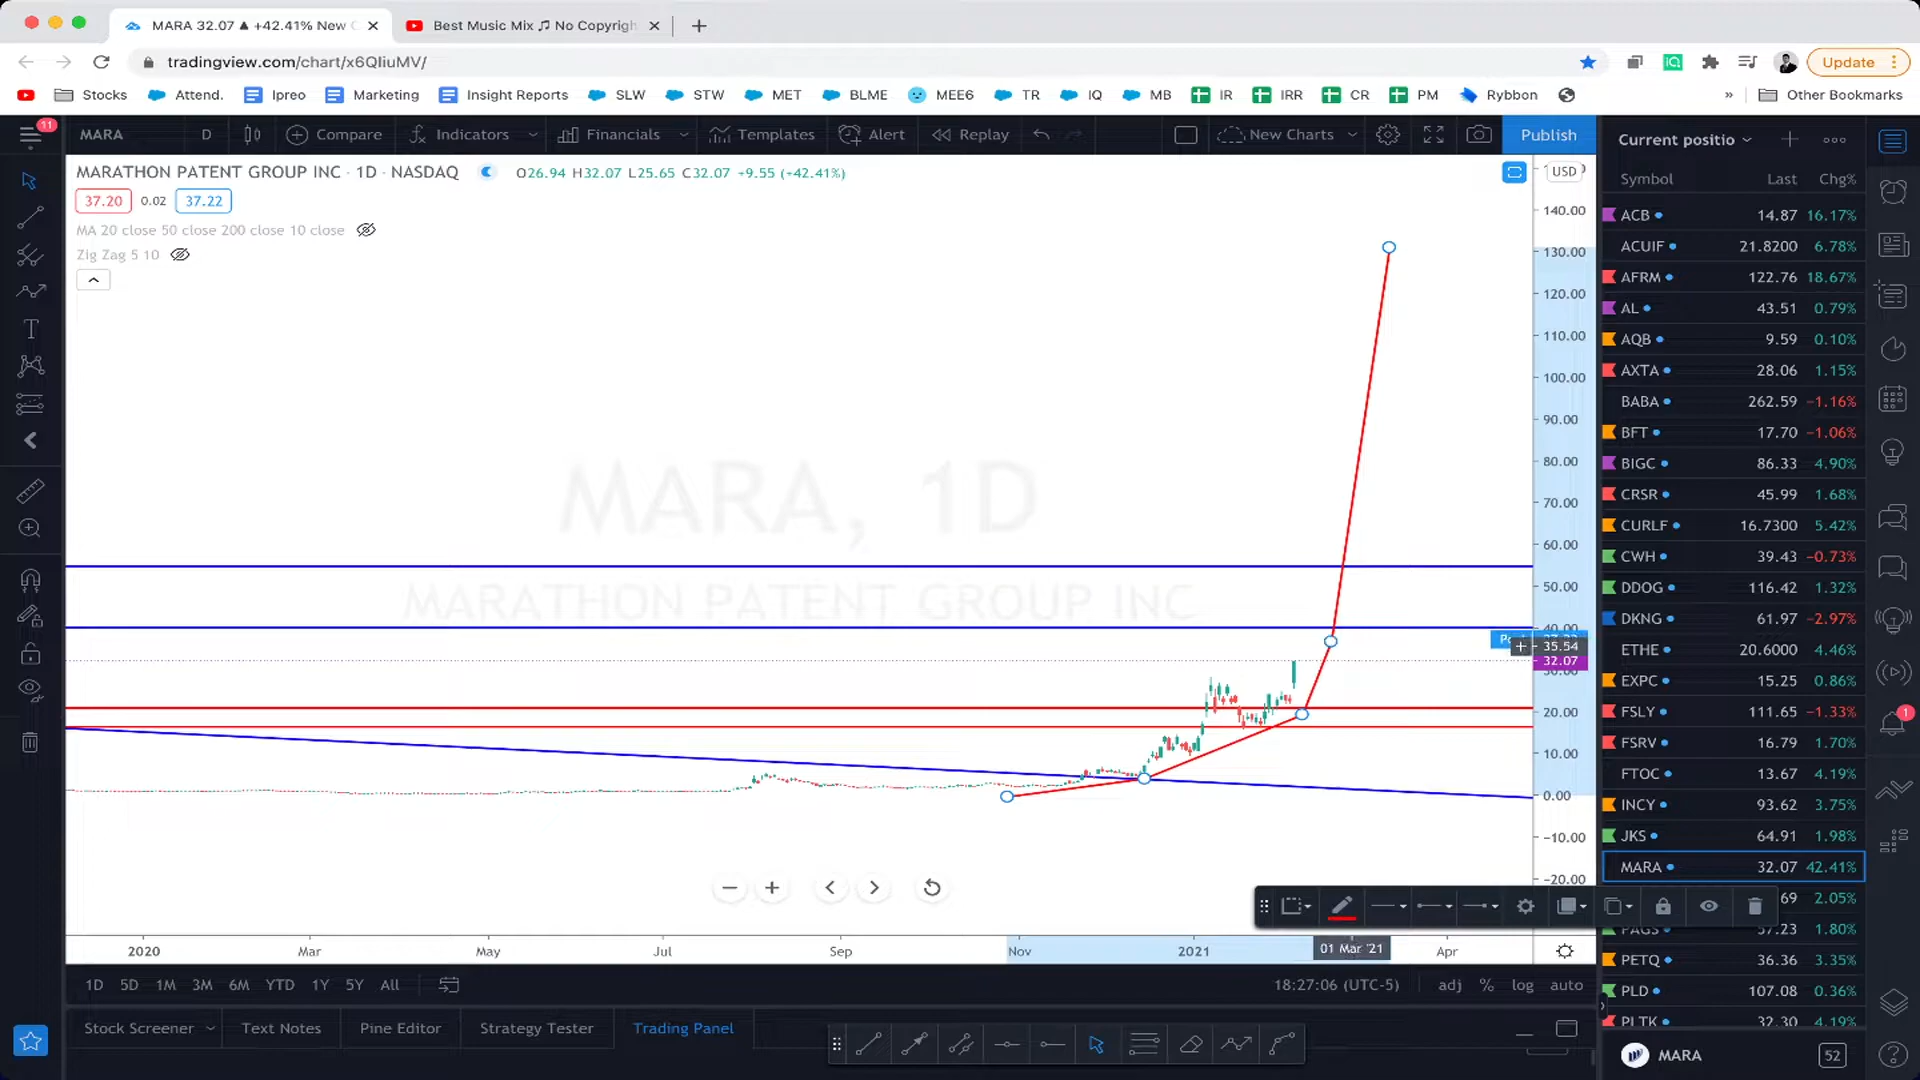 MARA 32.07 ▲ +42.41% New C
Best Music Mix ♫ No Copyrigh
tradingview.com/chart/x6QIiuMV/
Update
Stocks Attend. Ipreo Marketing Insight Reports SLW STW MET BLME MEE6 TR IQ MB IR IRR CR PM Rybbon » Other Bookmarks
11
MARA D Compare Indicators Financials Templates Alert Replay New Charts Publish
Current positio
MARATHON PATENT GROUP INC · 1D · NASDAQ O26.94 H32.07 L25.65 C32.07 +9.55 (+42.41%)
USD
Symbol Last Chg%
37.20 0.02 37.22
MA 20 close 50 close 200 close 10 close
Zig Zag 5 10
140.00
130.00
120.00
110.00
100.00
90.00
80.00
70.00
60.00
50.00
40.00
35.54
32.07
30.00
20.00
10.00
0.00
−10.00
−20.00
MARA, 1D
MARATHON PATENT GROUP INC
ACB 14.87 16.17%
ACUIF 21.8200 6.78%
AFRM 122.76 18.67%
AL 43.51 0.79%
AQB 9.59 0.10%
AXTA 28.06 1.15%
BABA 262.59 −1.16%
BFT 17.70 −1.06%
BIGC 86.33 4.90%
CRSR 45.99 1.68%
CURLF 16.7300 5.42%
CWH 39.43 −0.73%
DDOG 116.42 1.32%
DKNG 61.97 −2.97%
ETHE 20.6000 4.46%
EXPC 15.25 0.86%
FSLY 111.65 −1.33%
FSRV 16.79 1.70%
FTOC 13.67 4.19%
INCY 93.62 3.75%
JKS 64.91 1.98%
MARA 32.07 42.41%
69 2.05%
PAGS 57.23 1.80%
PETQ 36.36 3.35%
PLD 107.08 0.36%
PLTK 32.30 4.19%
1
2020 Mar May Jul Sep Nov 2021 01 Mar '21 Apr
1D 5D 1M 3M 6M YTD 1Y 5Y All 18:27:06 (UTC-5) adj % log auto
Stock Screener Text Notes Pine Editor Strategy Tester Trading Panel
MARA 52